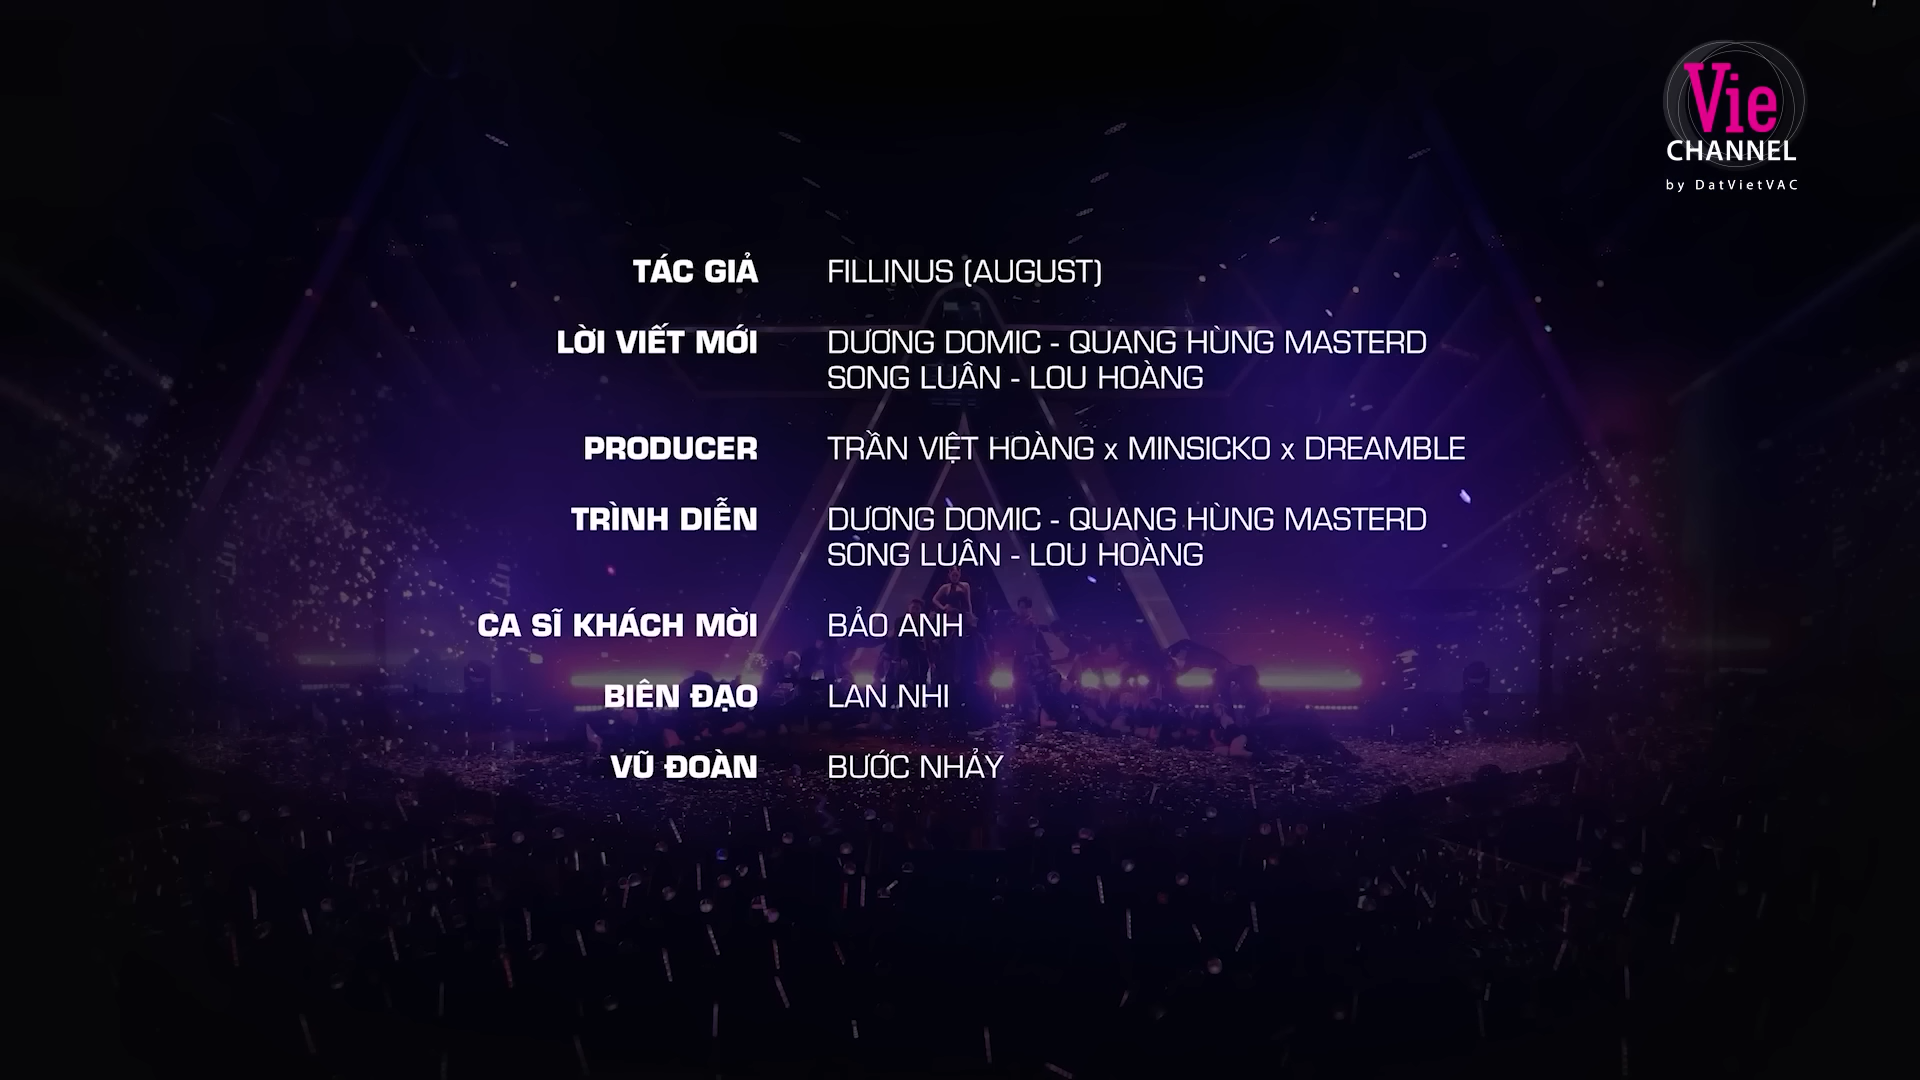 Vie
CHANNEL
by DatVietVAC
TÁC GIẢ FILLINUS (AUGUST)
LỜI VIẾT MỚI DƯƠNG DOMIC - QUANG HÙNG MASTERD
SONG LUÂN - LOU HOÀNG
PRODUCER TRẦN VIỆT HOÀNG x MINSICKO x DREAMBLE
TRÌNH DIỄN DƯƠNG DOMIC - QUANG HÙNG MASTERD
SONG LUÂN - LOU HOÀNG
CA SĨ KHÁCH MỜI BẢO ANH
BIÊN ĐẠO LAN NHI
VŨ ĐOÀN BƯỚC NHẢY